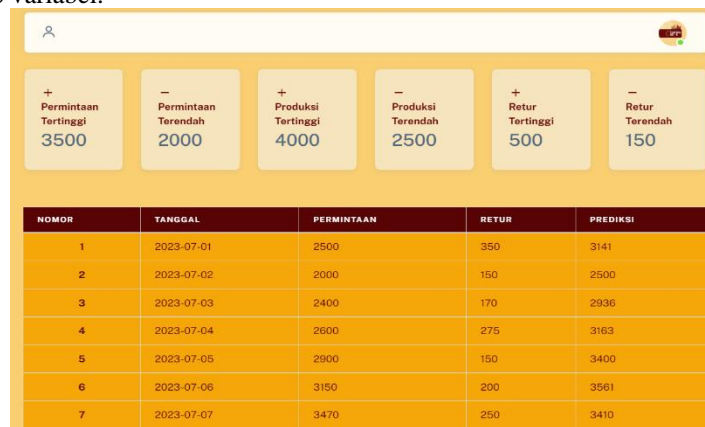 variabel.
+ − + − + −
Permintaan Permintaan Produksi Produksi Retur Retur
Tertinggi Terendah Tertinggi Terendah Tertinggi Terendah
3500 2000 4000 2500 500 150
NOMOR TANGGAL PERMINTAAN RETUR PREDIKSI
1 2023-07-01 2500 350 3141
2 2023-07-02 2000 150 2500
3 2023-07-03 2400 170 2936
4 2023-07-04 2600 275 3163
5 2023-07-05 2900 150 3400
6 2023-07-06 3150 200 3561
7 2023-07-07 3470 250 3410